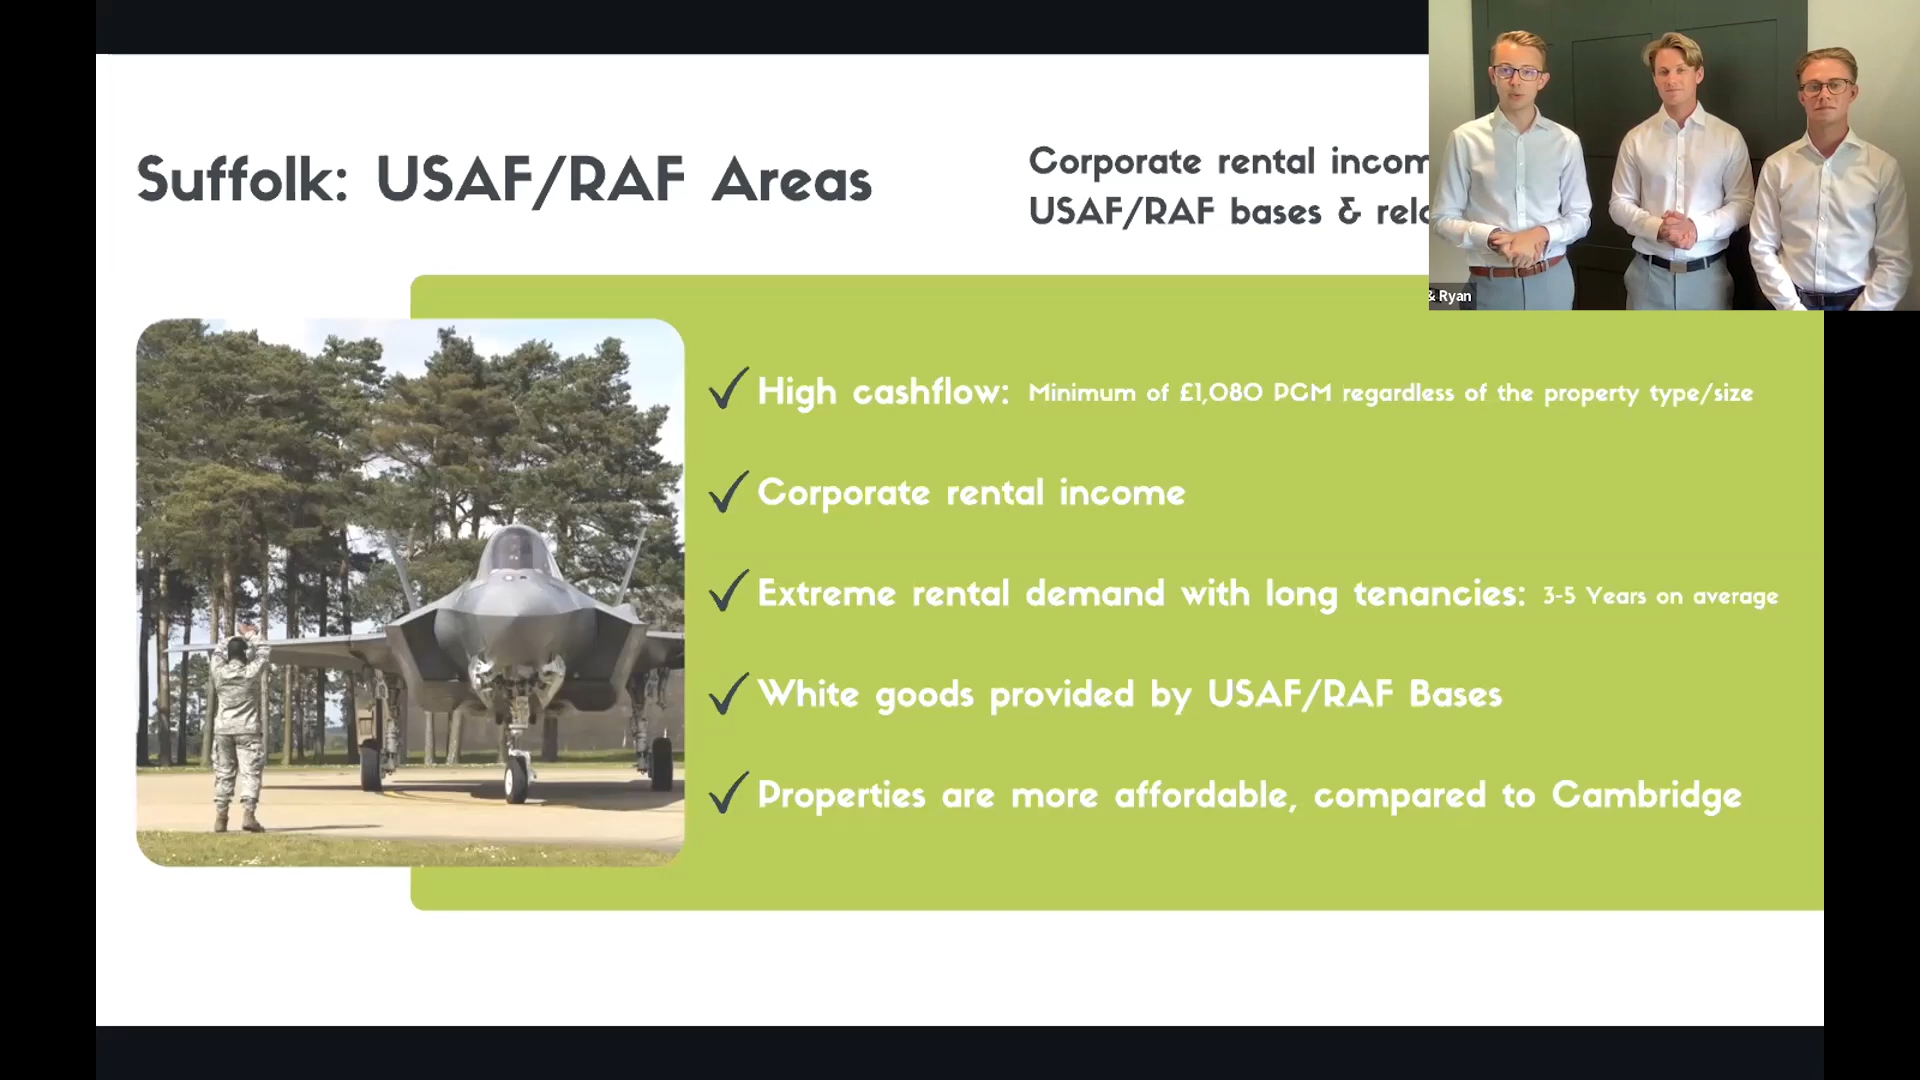 Suffolk: USAF/RAF Areas
Corporate rental
USAF/RAF bases &
& Ryan
High cashflow: Minimum of £1,080 PCM regardless of the property type/size
Corporate rental income
Extreme rental demand with long tenancies: 3-5 Years on average
White goods provided by USAF/RAF Bases
Properties are more affordable, compared to Cambridge